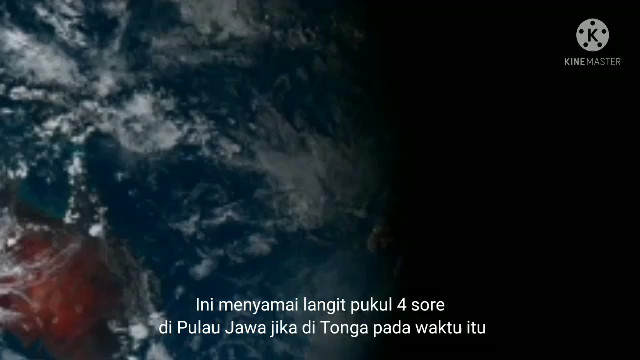 K
KINEMASTER
Ini menyamai langit pukul 4 sore
di Pulau Jawa jika di Tonga pada waktu itu